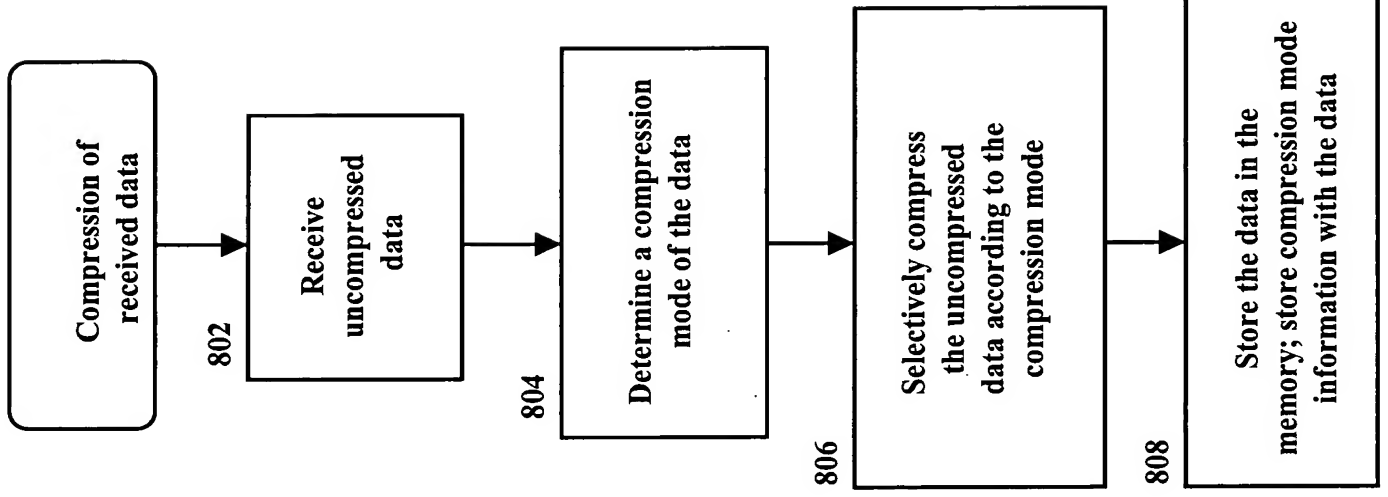 Compression of
received data
802
Receive
uncompressed
data
804
Determine a compression
mode of the data
806
Selectively compress
the uncompressed
data according to the
compression mode
808
Store the data in the
memory; store compression mode
information with the data